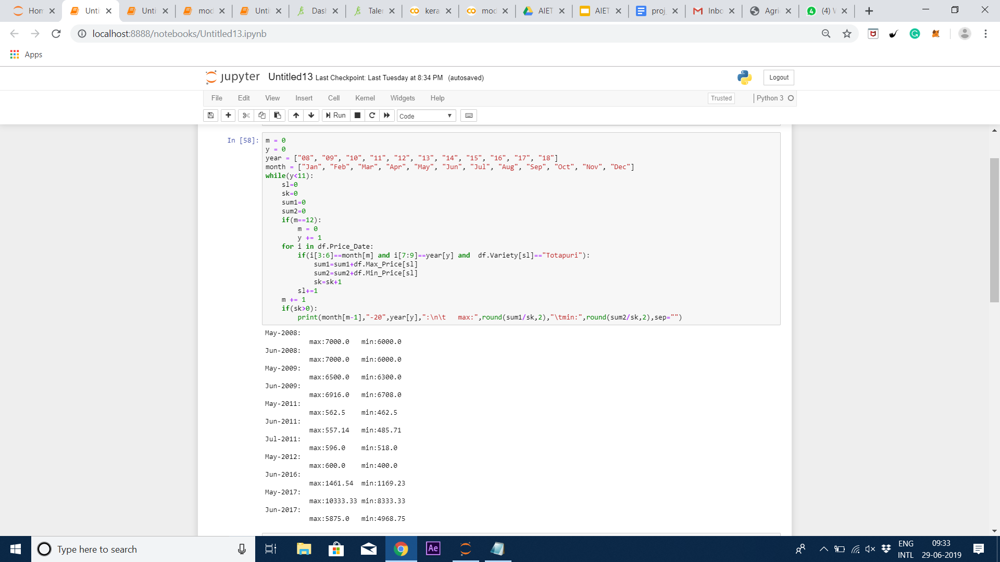 Hom
Unti
Unti
mod
Unti
Dasl
Taler
kera
mod
AIET
AIET
proj.
Inbo
Agri
(4)
localhost:8888/notebooks/Untitled13.ipynb
Apps
jupyter Untitled13 Last Checkpoint: Last Tuesday at 8:34 PM (autosaved)
Logout
File Edit View Insert Cell Kernel Widgets Help
Trusted
Python 3
Run
Code
In [58]:
m = 0
y = 0
year = ["08", "09", "10", "11", "12", "13", "14", "15", "16", "17", "18"]
month = ["Jan", "Feb", "Mar", "Apr", "May", "Jun", "Jul", "Aug", "Sep", "Oct", "Nov", "Dec"]
while(y<11):
    sl=0
    sk=0
    sum1=0
    sum2=0
    if(m==12):
        m = 0
        y += 1
    for i in df.Price_Date:
        if(i[3:6]==month[m] and i[7:9]==year[y] and  df.Variety[sl]=="Totapuri"):
            sum1=sum1+df.Max_Price[sl]
            sum2=sum2+df.Min_Price[sl]
            sk=sk+1
        sl+=1
    m += 1
    if(sk>0):
        print(month[m-1],"-20",year[y],":\n\t   max:",round(sum1/sk,2),"\tmin:",round(sum2/sk,2),sep="")
May-2008:
           max:7000.0   min:6000.0
Jun-2008:
           max:7000.0   min:6000.0
May-2009:
           max:6500.0   min:6300.0
Jun-2009:
           max:6916.0   min:6708.0
May-2011:
           max:562.5    min:462.5
Jun-2011:
           max:557.14   min:485.71
Jul-2011:
           max:596.0    min:518.0
May-2012:
           max:600.0    min:400.0
Jun-2016:
           max:1461.54  min:1169.23
May-2017:
           max:10333.33 min:8333.33
Jun-2017:
           max:5875.0   min:4968.75
Type here to search
Ae
ENG
INTL
09:33
29-06-2019